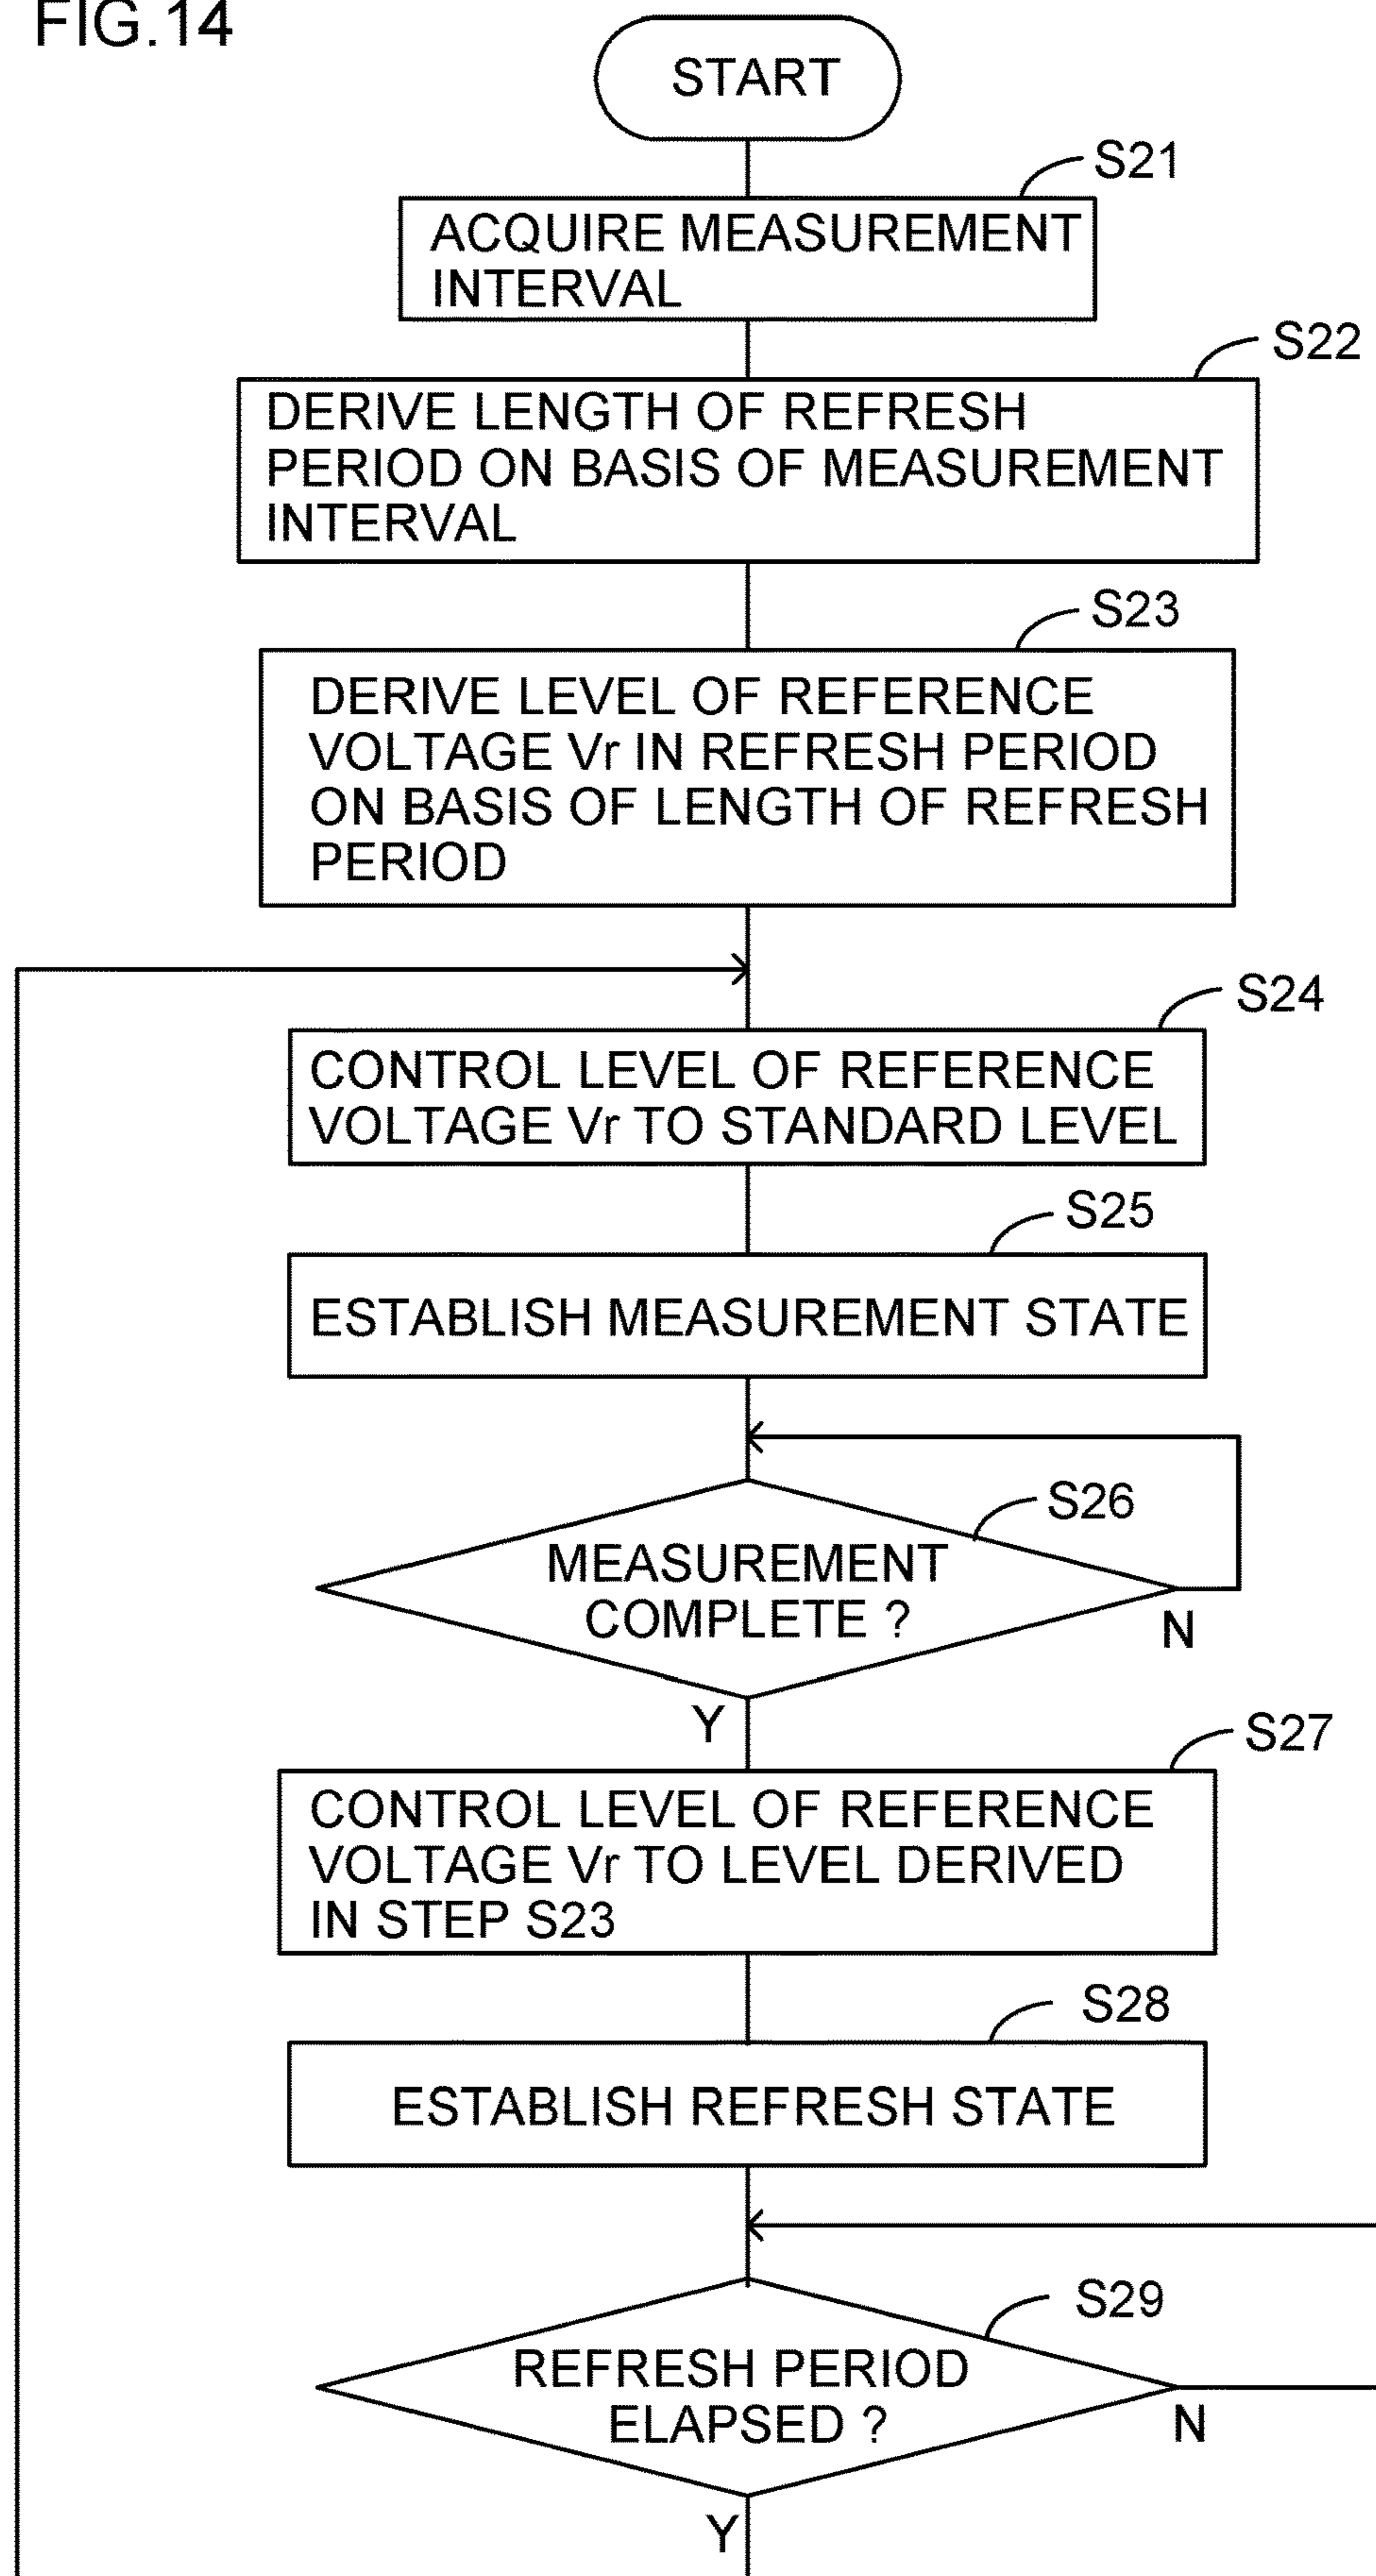 FIG.14
START
S21
ACQUIRE MEASUREMENT
INTERVAL
S22
DERIVE LENGTH OF REFRESH
PERIOD ON BASIS OF MEASUREMENT
INTERVAL
S23
DERIVE LEVEL OF REFERENCE
VOLTAGE Vr IN REFRESH PERIOD
ON BASIS OF LENGTH OF REFRESH
PERIOD
S24
CONTROL LEVEL OF REFERENCE
VOLTAGE Vr TO STANDARD LEVEL
S25
ESTABLISH MEASUREMENT STATE
S26
MEASUREMENT
COMPLETE ?
N
Y
S27
CONTROL LEVEL OF REFERENCE
VOLTAGE Vr TO LEVEL DERIVED
IN STEP S23
S28
ESTABLISH REFRESH STATE
S29
REFRESH PERIOD
ELAPSED ?
N
Y